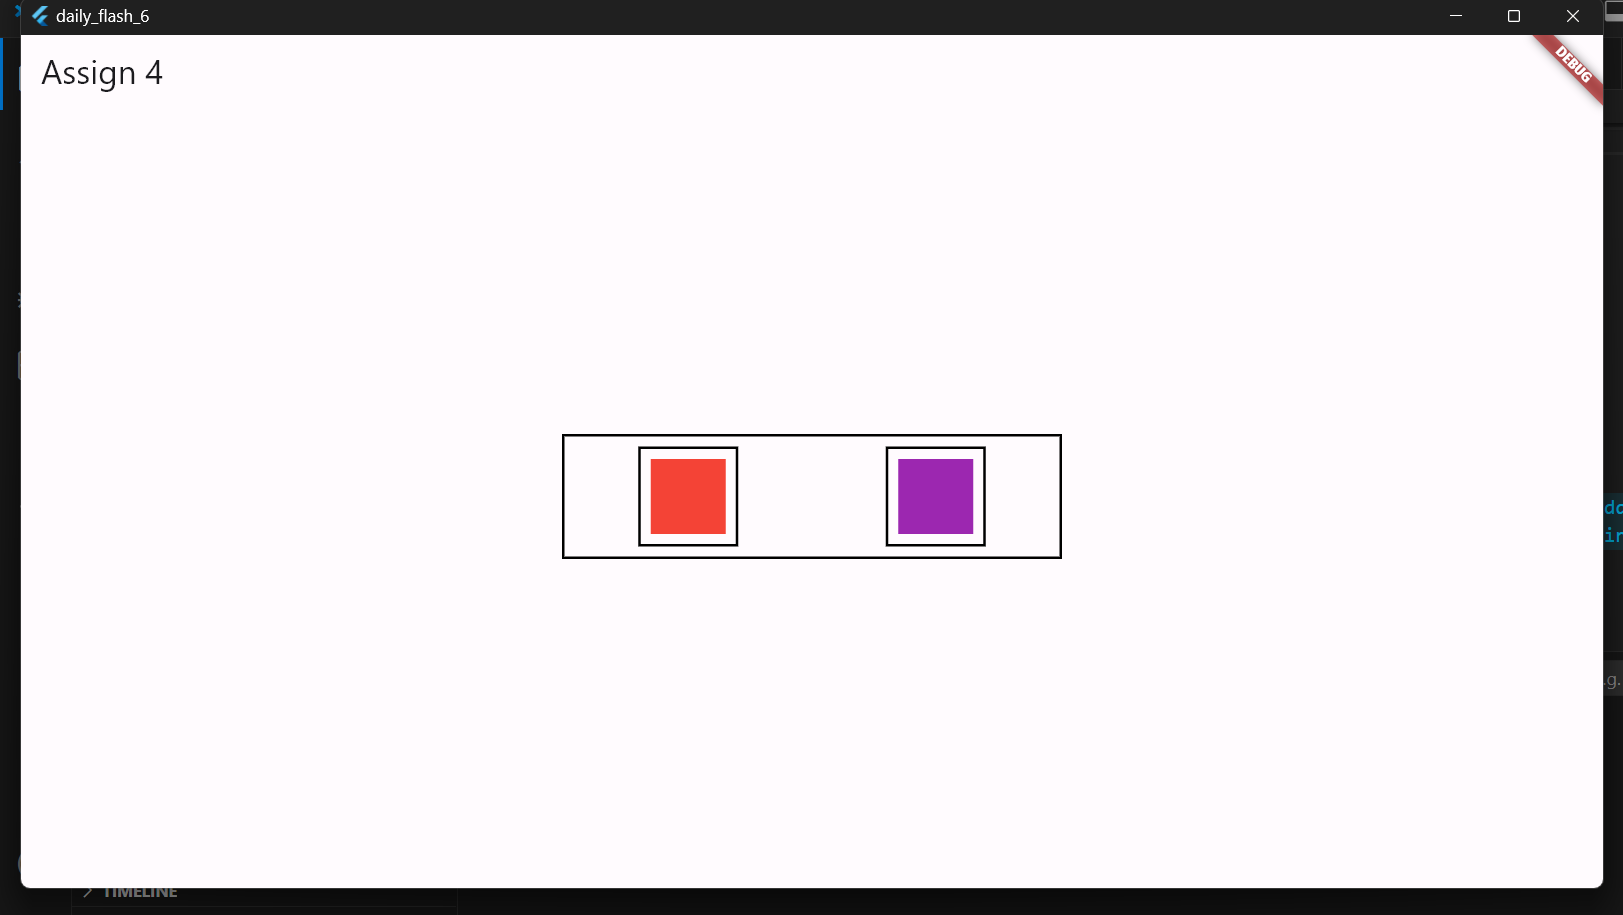 daily_flash_6
Assign 4
DEBUG
TIMELINE